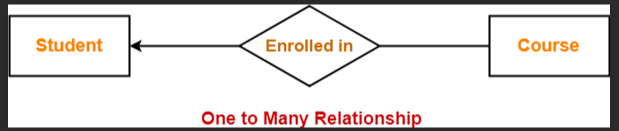 Student Enrolled in Course
One to Many Relationship